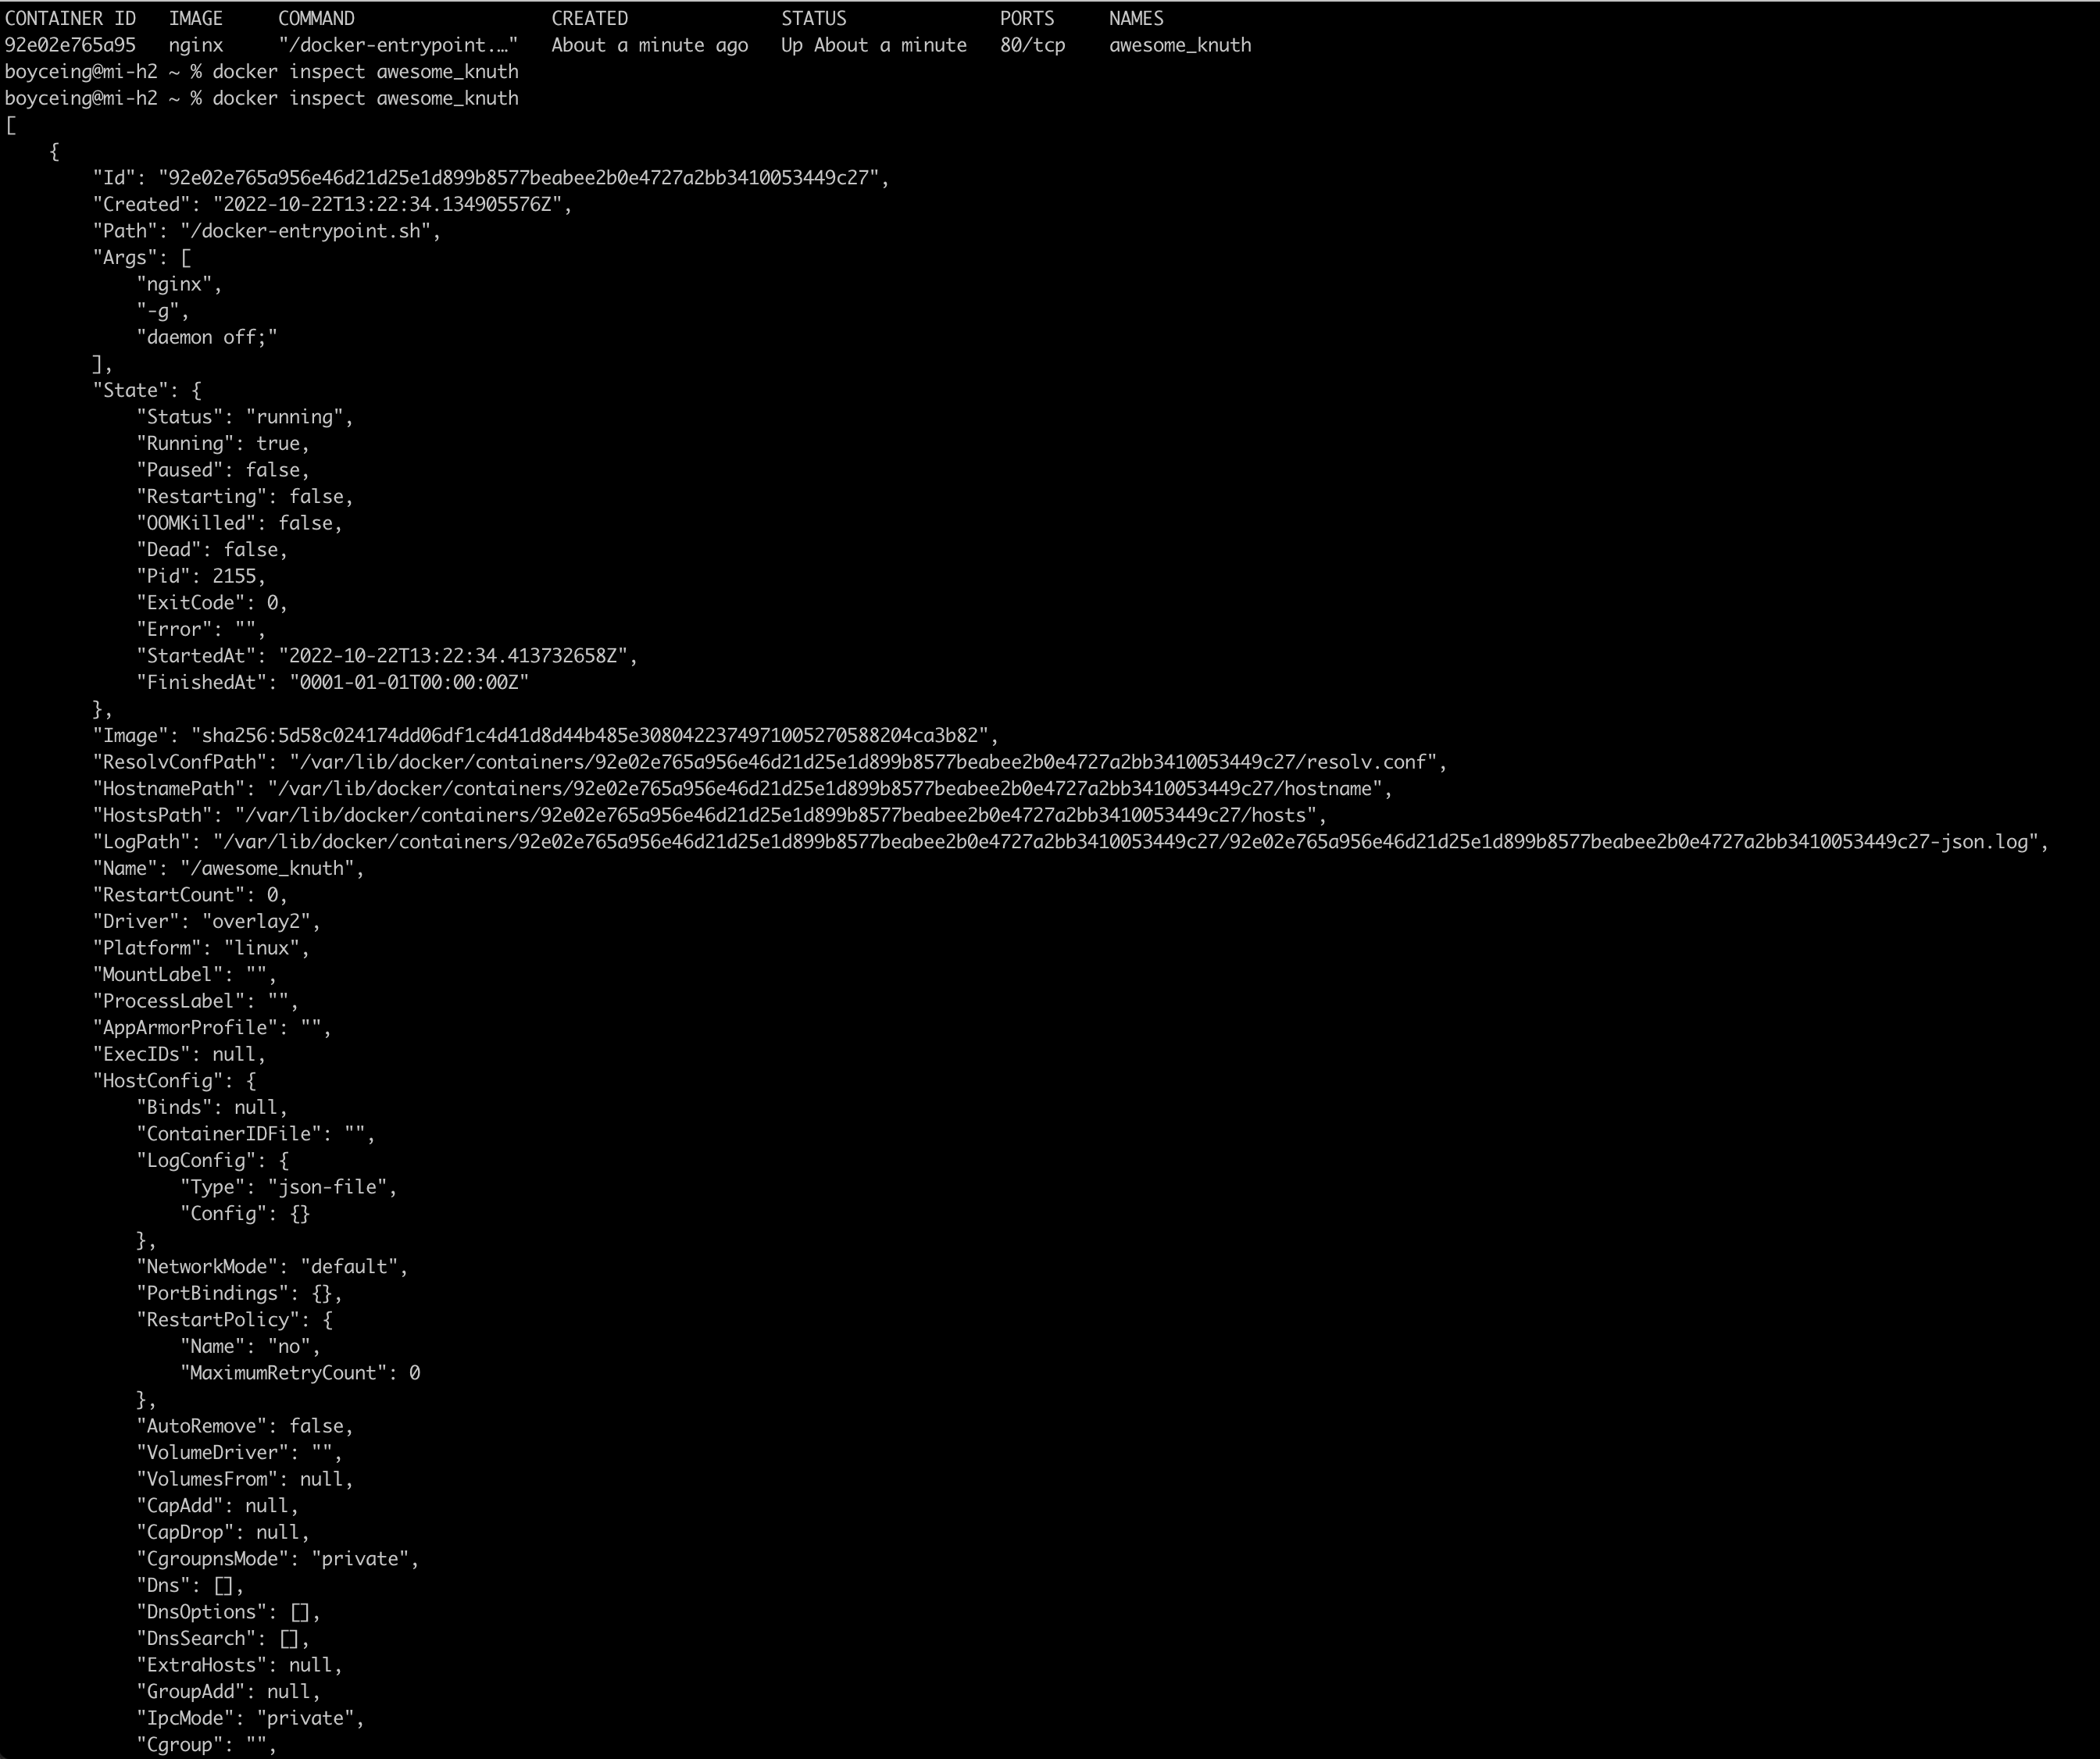 CONTAINER ID   IMAGE     COMMAND                  CREATED              STATUS              PORTS     NAMES
92e02e765a95   nginx     "/docker-entrypoint.…"   About a minute ago   Up About a minute   80/tcp    awesome_knuth
boyceing@mi-h2 ~ % docker inspect awesome_knuth
boyceing@mi-h2 ~ % docker inspect awesome_knuth
[
    {
        "Id": "92e02e765a956e46d21d25e1d899b8577beabee2b0e4727a2bb3410053449c27",
        "Created": "2022-10-22T13:22:34.134905576Z",
        "Path": "/docker-entrypoint.sh",
        "Args": [
            "nginx",
            "-g",
            "daemon off;"
        ],
        "State": {
            "Status": "running",
            "Running": true,
            "Paused": false,
            "Restarting": false,
            "OOMKilled": false,
            "Dead": false,
            "Pid": 2155,
            "ExitCode": 0,
            "Error": "",
            "StartedAt": "2022-10-22T13:22:34.413732658Z",
            "FinishedAt": "0001-01-01T00:00:00Z"
        },
        "Image": "sha256:5d58c024174dd06df1c4d41d8d44b485e3080422374971005270588204ca3b82",
        "ResolvConfPath": "/var/lib/docker/containers/92e02e765a956e46d21d25e1d899b8577beabee2b0e4727a2bb3410053449c27/resolv.conf",
        "HostnamePath": "/var/lib/docker/containers/92e02e765a956e46d21d25e1d899b8577beabee2b0e4727a2bb3410053449c27/hostname",
        "HostsPath": "/var/lib/docker/containers/92e02e765a956e46d21d25e1d899b8577beabee2b0e4727a2bb3410053449c27/hosts",
        "LogPath": "/var/lib/docker/containers/92e02e765a956e46d21d25e1d899b8577beabee2b0e4727a2bb3410053449c27/92e02e765a956e46d21d25e1d899b8577beabee2b0e4727a2bb3410053449c27-json.log",
        "Name": "/awesome_knuth",
        "RestartCount": 0,
        "Driver": "overlay2",
        "Platform": "linux",
        "MountLabel": "",
        "ProcessLabel": "",
        "AppArmorProfile": "",
        "ExecIDs": null,
        "HostConfig": {
            "Binds": null,
            "ContainerIDFile": "",
            "LogConfig": {
                "Type": "json-file",
                "Config": {}
            },
            "NetworkMode": "default",
            "PortBindings": {},
            "RestartPolicy": {
                "Name": "no",
                "MaximumRetryCount": 0
            },
            "AutoRemove": false,
            "VolumeDriver": "",
            "VolumesFrom": null,
            "CapAdd": null,
            "CapDrop": null,
            "CgroupnsMode": "private",
            "Dns": [],
            "DnsOptions": [],
            "DnsSearch": [],
            "ExtraHosts": null,
            "GroupAdd": null,
            "IpcMode": "private",
            "Cgroup": "",